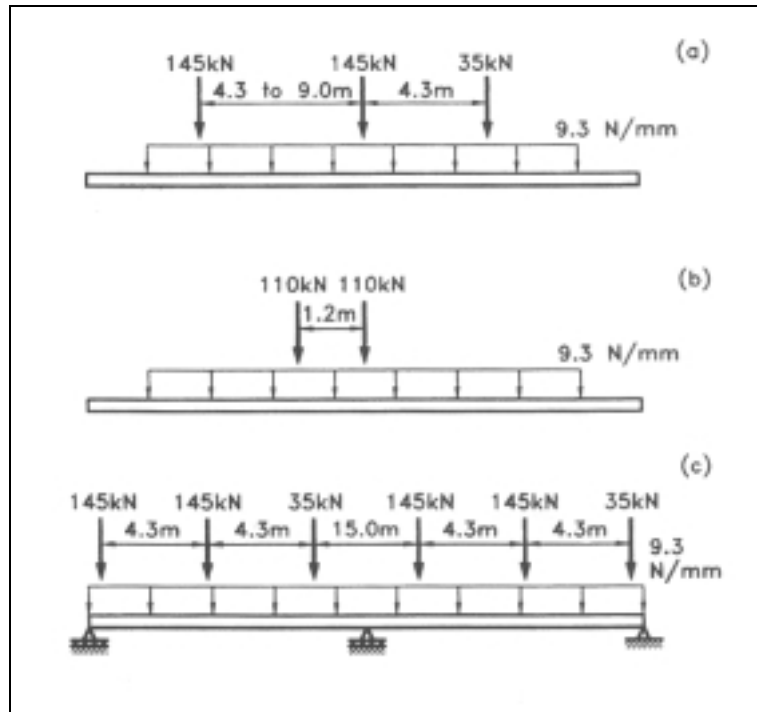 (a)
145kN 145kN 35kN
4.3 to 9.0m 4.3m
9.3 N/mm
(b)
110kN 110kN
1.2m
9.3 N/mm
(c)
145kN 145kN 35kN 145kN 145kN 35kN
4.3m 4.3m 15.0m 4.3m 4.3m
9.3
N/mm